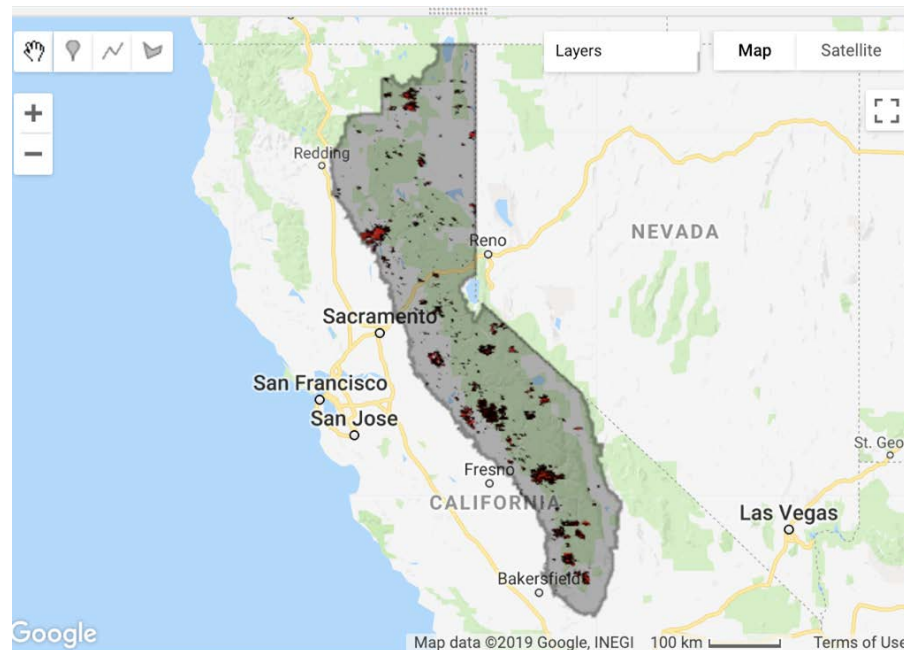 Layers
Map
Satellite
+
−
Redding
Reno
NEVADA
Sacramento
San Francisco
San Jose
Fresno
CALIFORNIA
St. Geo
Las Vegas
Bakersfield
Google
Map data ©2019 Google, INEGI
100 km
Terms of Use